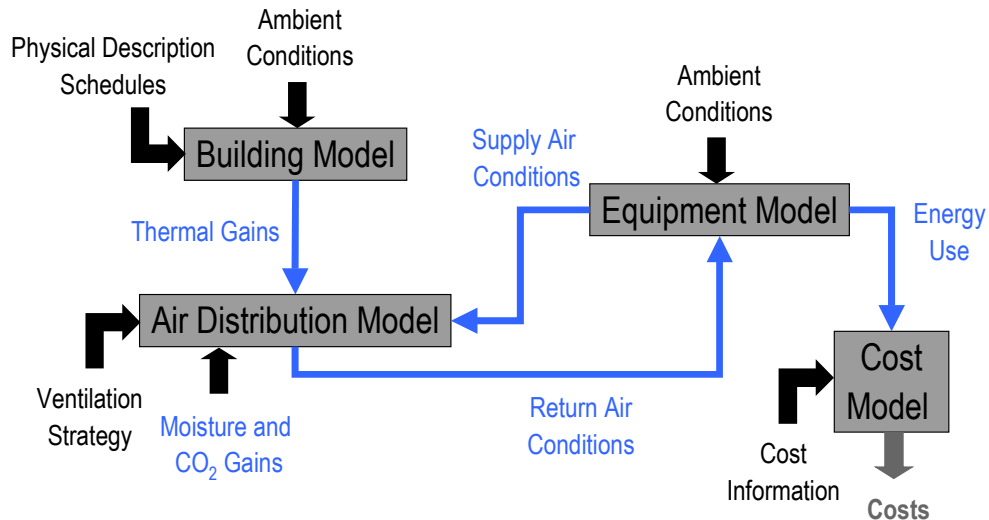 Physical Description
Schedules
Ambient
Conditions
Building Model
Thermal Gains
Supply Air
Conditions
Ambient
Conditions
Equipment Model
Energy
Use
Air Distribution Model
Ventilation
Strategy
Moisture and
CO₂ Gains
Return Air
Conditions
Cost
Model
Cost
Information
Costs